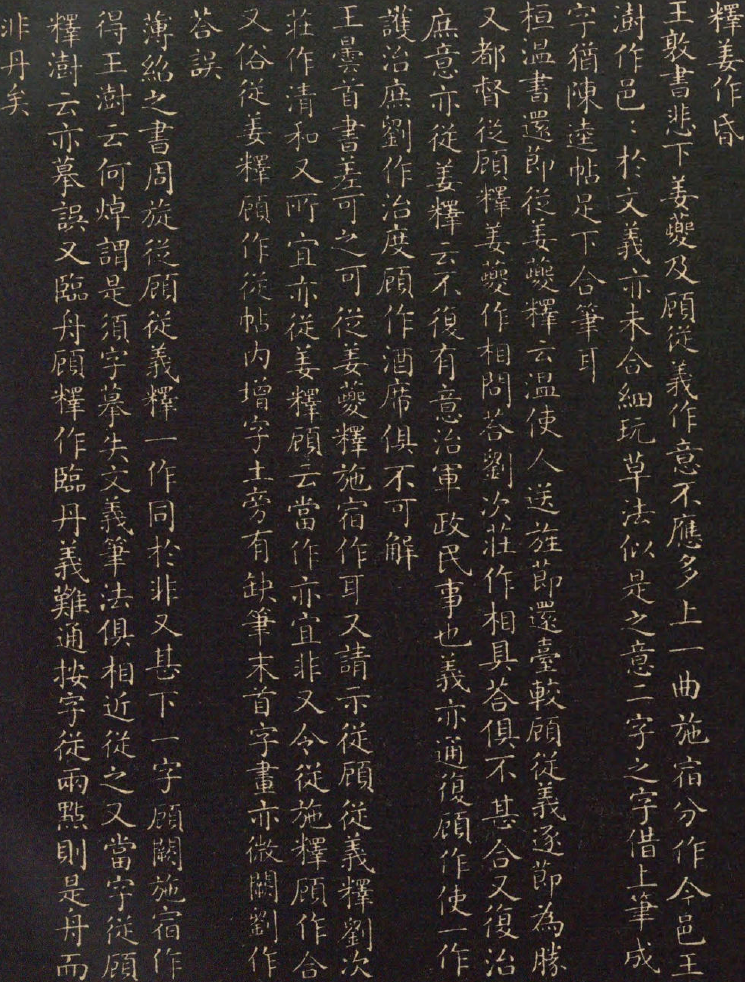 釋姜作昏
王敦書悲下姜夔及顧從義作意不應多上一曲施宿分作今邑王
澍作邑：於文義亦未合細玩草法似是之意二字之字借上筆成
字猶陳逵帖足下合筆耳
桓温書還節從姜夔釋云温使人送旌節還臺較顧從義逐節為勝
又都督從顧釋姜夔作相問荅劉次莊作相具荅俱不甚合又復治
庶意亦從姜釋云不復有意治軍政民事也義亦通復顧作使一作
護治庶劉作治度顧作酒席俱不可解
王曇首書差可之可從姜夔釋施宿作耳又請示從顧從義釋劉次
莊作清和又所宜亦從姜釋顧云當作亦宜非又令從施釋顧作合
又俗從姜釋顧作從帖內增字土旁有缺筆末首字畫亦微闕劉作
荅誤
薄紹之書周旋從顧從義釋一作同於非又甚下一字顧闕施宿作
得王澍云何焯謂是須字摹失文義筆法俱相近從之又當字從顧
釋澍云亦摹誤又臨舟顧釋作臨丹義難通按字從兩點則是舟而
非丹矣